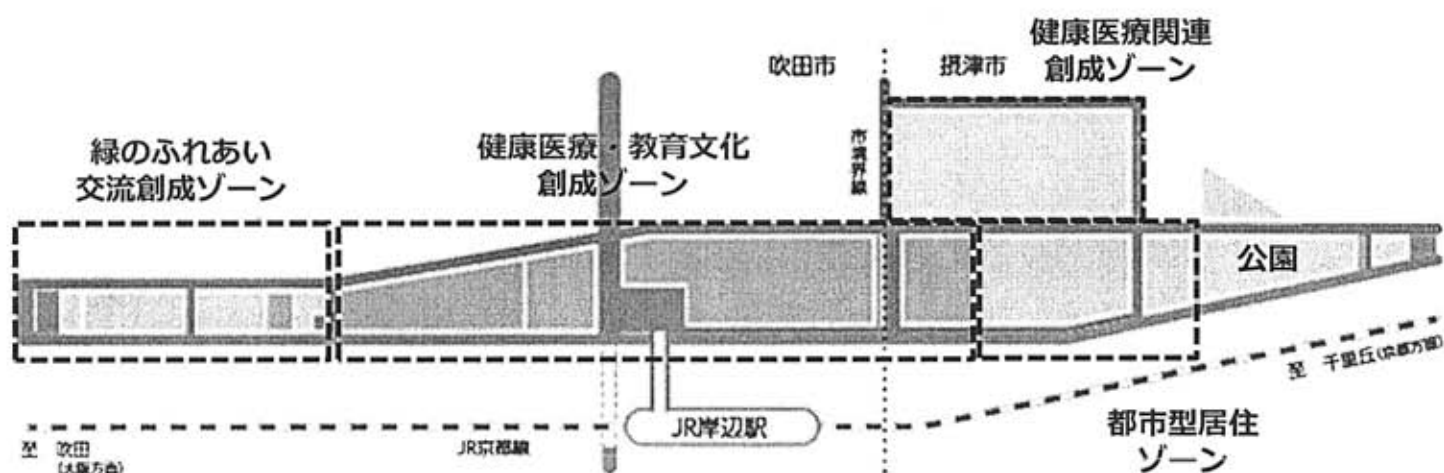 健康医療関連
創成ゾーン
吹田市
摂津市
市境界線
緑のふれあい
交流創成ゾーン
健康医療・教育文化
創成ゾーン
公園
至 千里丘(京都方面)
JR岸辺駅
都市型居住
ゾーン
至 吹田
(大阪方面)
JR京都線